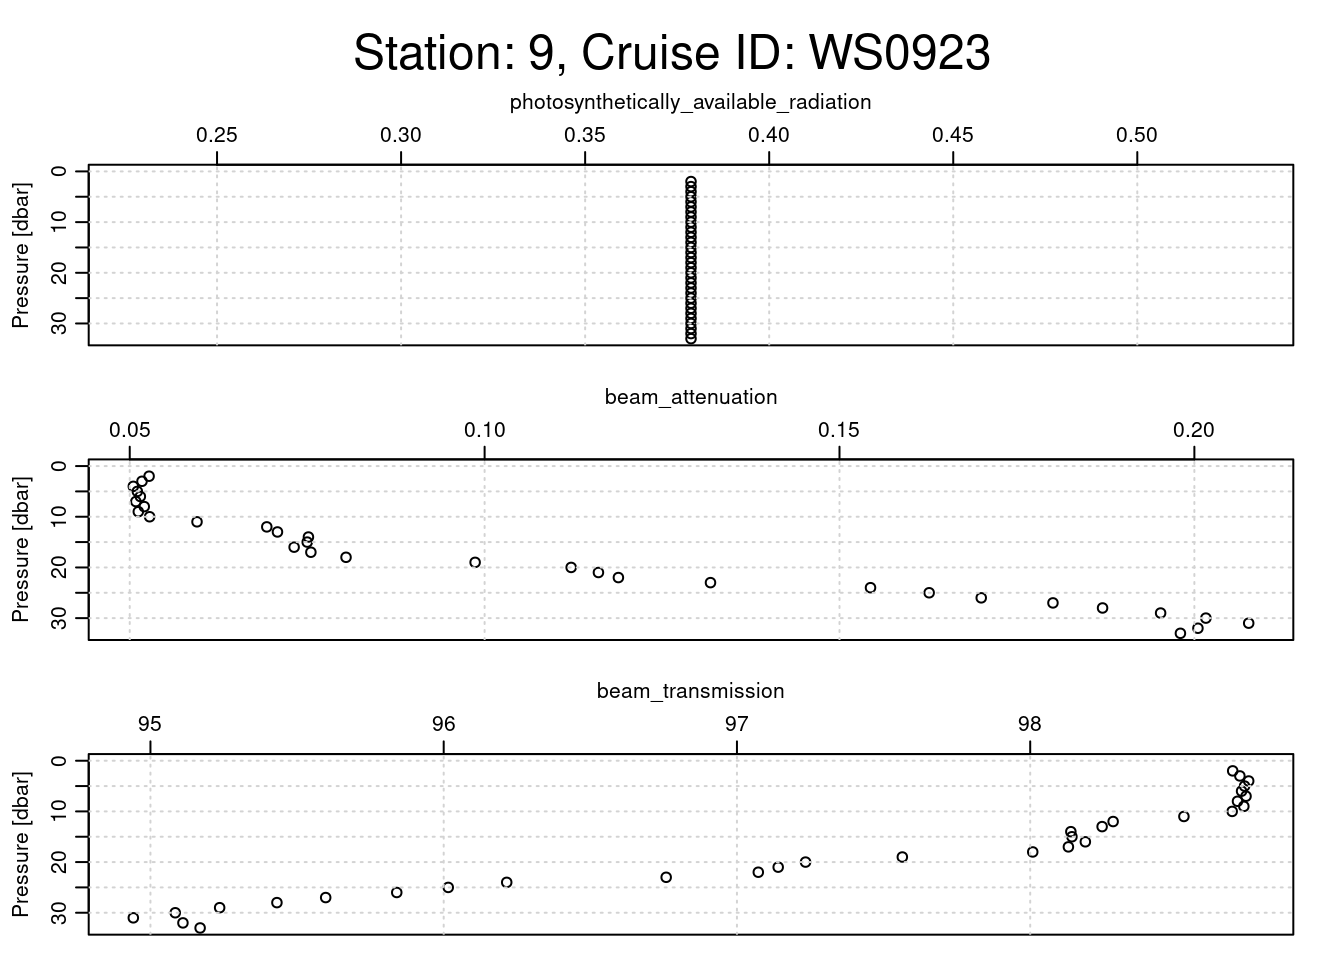 Station: 9, Cruise ID: WS0923
photosynthetically_available_radiation
0.25 0.30 0.35 0.40 0.45 0.50
Pressure [dbar]
0
10
20
30
beam_attenuation
0.05 0.10 0.15 0.20
Pressure [dbar]
0
10
20
30
beam_transmission
95 96 97 98
Pressure [dbar]
0
10
20
30